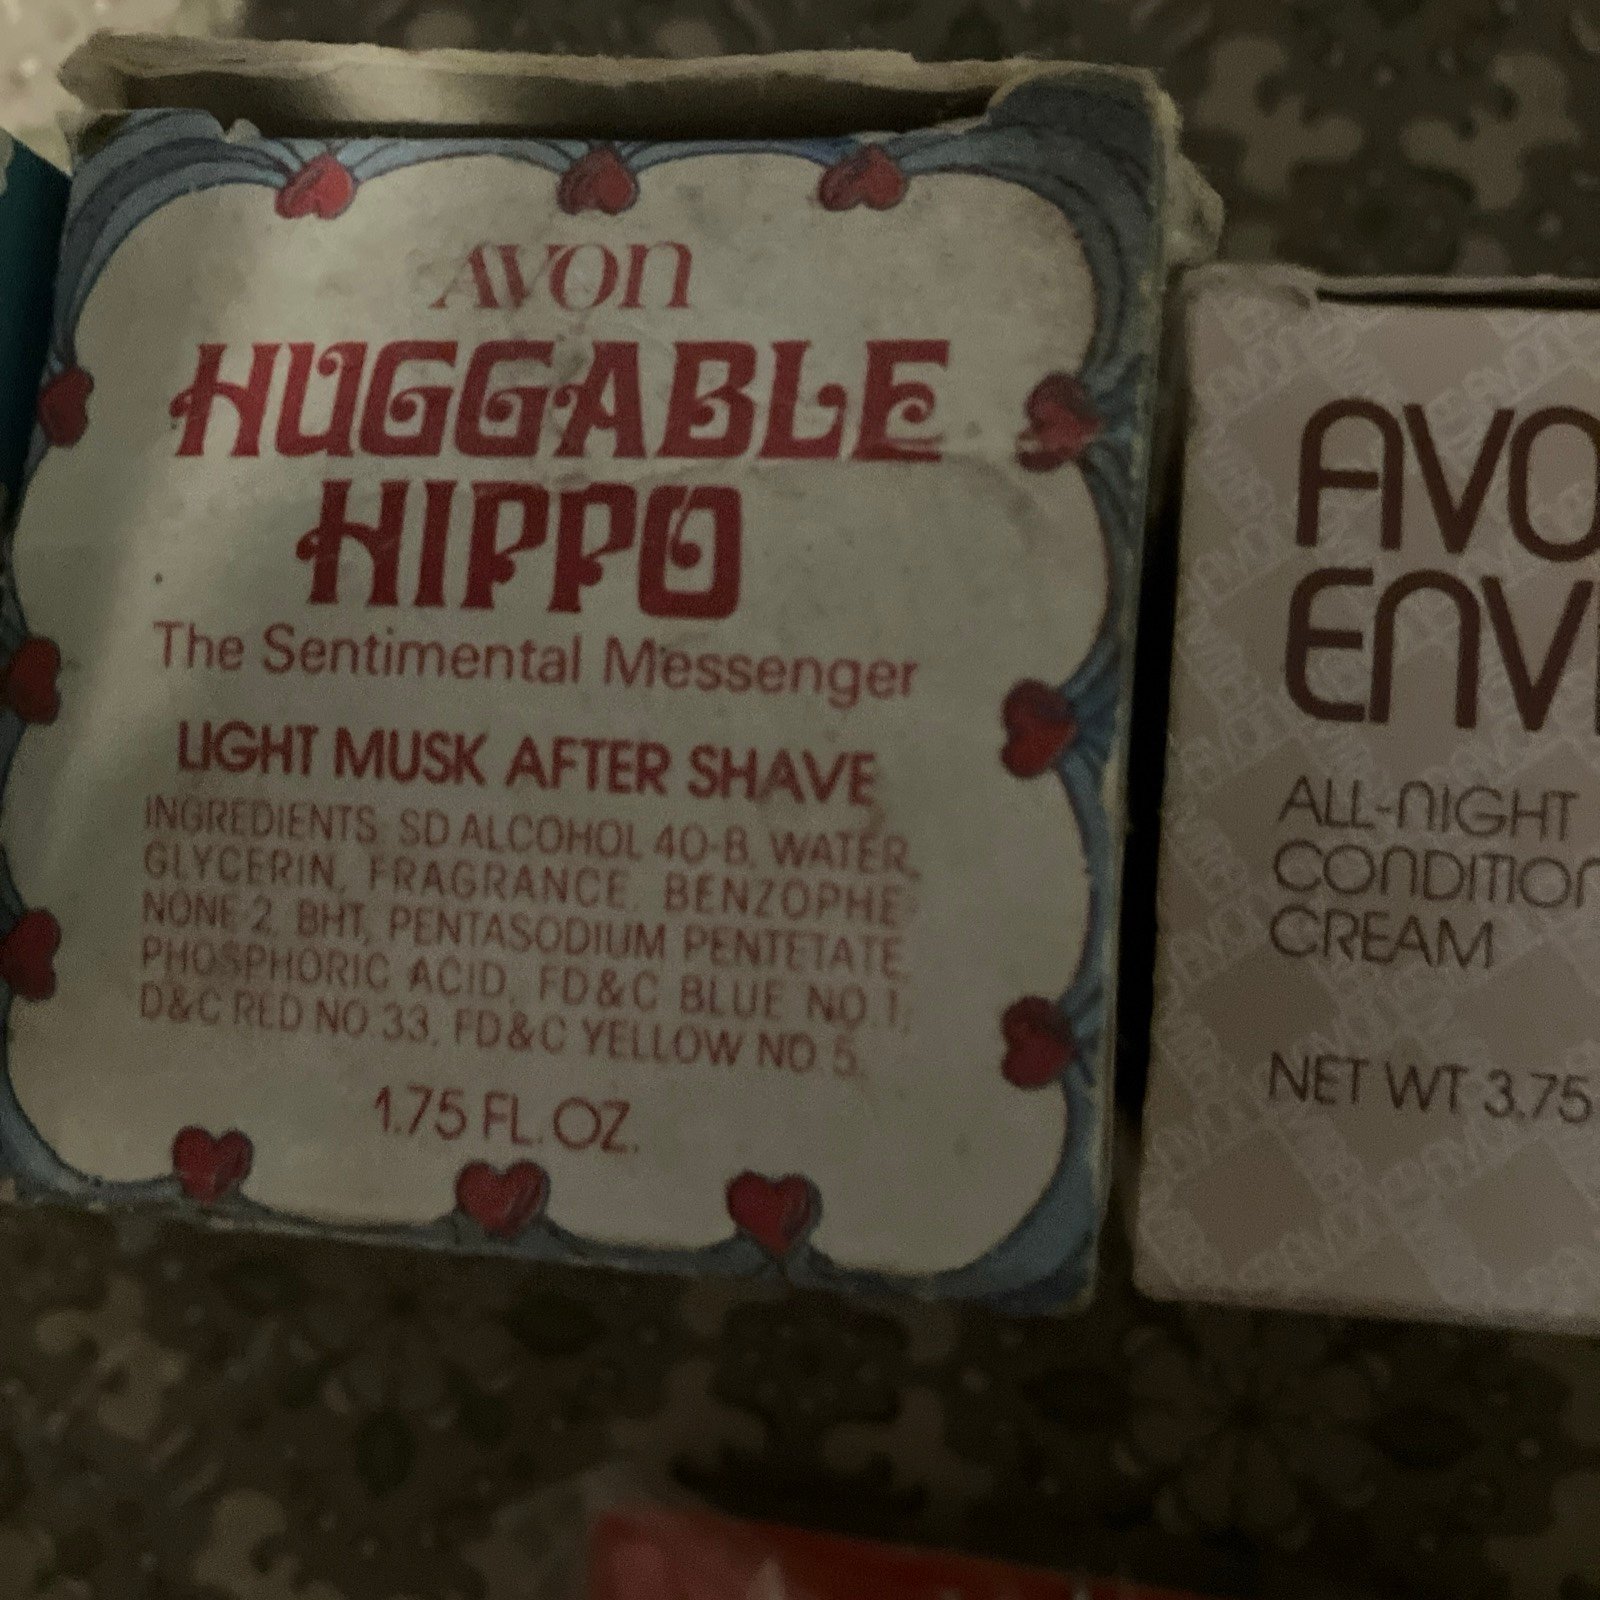 AVON
HUGGABLE
HIPPO
The Sentimental Messenger
LIGHT MUSK AFTER SHAVE
INGREDIENTS: SD ALCOHOL 40-B, WATER,
GLYCERIN, FRAGRANCE, BENZOPHE-
NONE-2, BHT, PENTASODIUM PENTETATE,
PHOSPHORIC ACID, FD&C BLUE NO. 1,
D&C RED NO. 33, FD&C YELLOW NO. 5.
1.75 FL. OZ.
AVO
ENVI
ALL-NIGHT
CONDITION
CREAM
NET WT 3.75